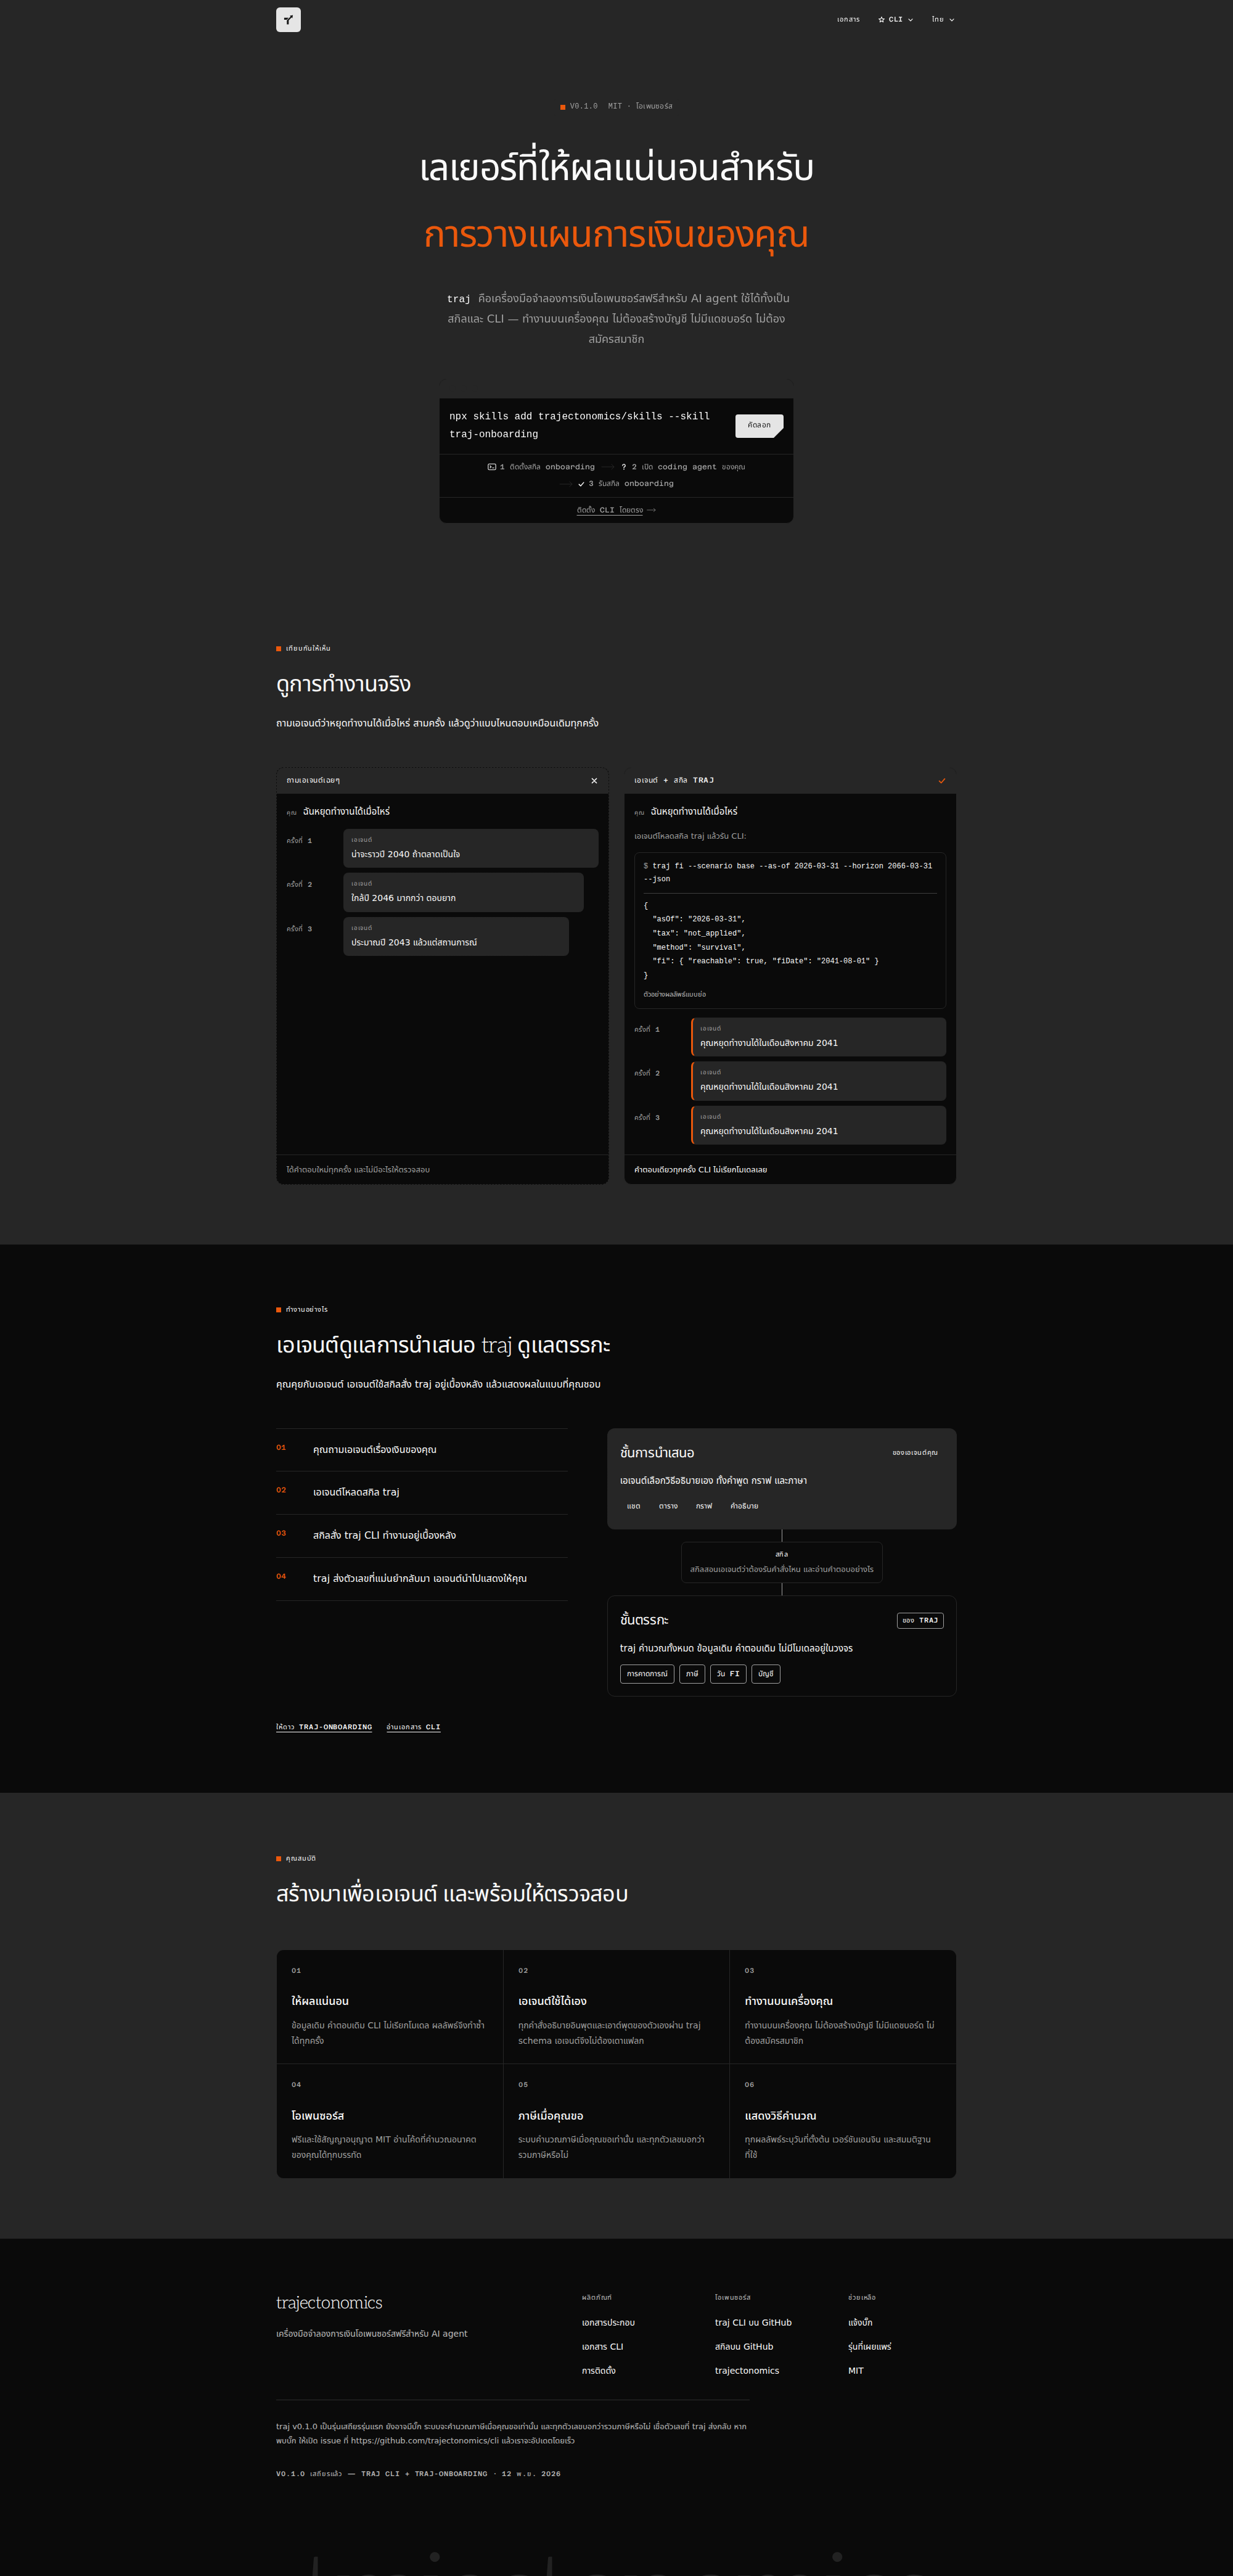 เอกสาร
CLI
ไทย
V0.1.0 MIT · โอเพนซอร์ส
เลเยอร์ที่ให้ผลแน่นอนสำหรับ
การวางแผนการเงินของคุณ
traj คือเครื่องมือจำลองการเงินโอเพนซอร์สฟรีสำหรับ AI agent ใช้ได้ทั้งเป็น
สกิลและ CLI — ทำงานบนเครื่องคุณ ไม่ต้องสร้างบัญชี ไม่มีแดชบอร์ด ไม่ต้อง
สมัครสมาชิก
npx skills add trajectonomics/skills --skill
traj-onboarding
คัดลอก
1 ติดตั้งสกิล onboarding ⟶ ? 2 เปิด coding agent ของคุณ
⟶ 3 รันสกิล onboarding
ติดตั้ง CLI โดยตรง ⟶
เทียบกันให้เห็น
ดูการทำงานจริง
ถามเอเจนต์ว่าหยุดทำงานได้เมื่อไหร่ สามครั้ง แล้วดูว่าแบบไหนตอบเหมือนเดิมทุกครั้ง
ถามเอเจนต์เฉยๆ
คุณ ฉันหยุดทำงานได้เมื่อไหร่
ครั้งที่ 1
เอเจนต์
น่าจะราวปี 2040 ถ้าตลาดเป็นใจ
ครั้งที่ 2
เอเจนต์
ใกล้ปี 2046 มากกว่า ตอบยาก
ครั้งที่ 3
เอเจนต์
ประมาณปี 2043 แล้วแต่สถานการณ์
ได้คำตอบใหม่ทุกครั้ง และไม่มีอะไรให้ตรวจสอบ
เอเจนต์ + สกิล TRAJ
คุณ ฉันหยุดทำงานได้เมื่อไหร่
เอเจนต์โหลดสกิล traj แล้วรัน CLI:
$ traj fi --scenario base --as-of 2026-03-31 --horizon 2066-03-31
--json
{
"asOf": "2026-03-31",
"tax": "not_applied",
"method": "survival",
"fi": { "reachable": true, "fiDate": "2041-08-01" }
}
ตัวอย่างผลลัพธ์แบบย่อ
ครั้งที่ 1
เอเจนต์
คุณหยุดทำงานได้ในเดือนสิงหาคม 2041
ครั้งที่ 2
เอเจนต์
คุณหยุดทำงานได้ในเดือนสิงหาคม 2041
ครั้งที่ 3
เอเจนต์
คุณหยุดทำงานได้ในเดือนสิงหาคม 2041
คำตอบเดียวทุกครั้ง CLI ไม่เรียกโมเดลเลย
ทำงานอย่างไร
เอเจนต์ดูแลการนำเสนอ traj ดูแลตรรกะ
คุณคุยกับเอเจนต์ เอเจนต์ใช้สกิลสั่ง traj อยู่เบื้องหลัง แล้วแสดงผลในแบบที่คุณชอบ
01 คุณถามเอเจนต์เรื่องเงินของคุณ
02 เอเจนต์โหลดสกิล traj
03 สกิลสั่ง traj CLI ทำงานอยู่เบื้องหลัง
04 traj ส่งตัวเลขที่แม่นยำกลับมา เอเจนต์นำไปแสดงให้คุณ
ชั้นการนำเสนอ
ของเอเจนต์คุณ
เอเจนต์เลือกวิธีอธิบายเอง ทั้งคำพูด กราฟ และภาษา
แชต ตาราง กราฟ คำอธิบาย
สกิล
สกิลสอนเอเจนต์ว่าต้องรันคำสั่งไหน และอ่านคำตอบอย่างไร
ชั้นตรรกะ
ของ TRAJ
traj คำนวณทั้งหมด ข้อมูลเดิม คำตอบเดิม ไม่มีโมเดลอยู่ในวงจร
การคาดการณ์ ภาษี วัน FI บัญชี
ให้ดาว TRAJ-ONBOARDING อ่านเอกสาร CLI
คุณสมบัติ
สร้างมาเพื่อเอเจนต์ และพร้อมให้ตรวจสอบ
01
ให้ผลแน่นอน
ข้อมูลเดิม คำตอบเดิม CLI ไม่เรียกโมเดล ผลลัพธ์จึงทำซ้ำ
ได้ทุกครั้ง
02
เอเจนต์ใช้ได้เอง
ทุกคำสั่งอธิบายอินพุตและเอาต์พุตของตัวเองผ่าน traj
schema เอเจนต์จึงไม่ต้องเดาแฟลก
03
ทำงานบนเครื่องคุณ
ทำงานบนเครื่องคุณ ไม่ต้องสร้างบัญชี ไม่มีแดชบอร์ด ไม่
ต้องสมัครสมาชิก
04
โอเพนซอร์ส
ฟรีและใช้สัญญาอนุญาต MIT อ่านโค้ดที่คำนวณอนาคต
ของคุณได้ทุกบรรทัด
05
ภาษีเมื่อคุณขอ
ระบบคำนวณภาษีเมื่อคุณขอเท่านั้น และทุกตัวเลขบอกว่า
รวมภาษีหรือไม่
06
แสดงวิธีคำนวณ
ทุกผลลัพธ์ระบุวันที่ตั้งต้น เวอร์ชันเอนจิน และสมมติฐาน
ที่ใช้
trajectonomics
เครื่องมือจำลองการเงินโอเพนซอร์สฟรีสำหรับ AI agent
ผลิตภัณฑ์
เอกสารประกอบ
เอกสาร CLI
การติดตั้ง
โอเพนซอร์ส
traj CLI บน GitHub
สกิลบน GitHub
trajectonomics
ช่วยเหลือ
แจ้งบั๊ก
รุ่นที่เผยแพร่
MIT
traj v0.1.0 เป็นรุ่นเสถียรรุ่นแรก ยังอาจมีบั๊ก ระบบจะคำนวณภาษีเมื่อคุณขอเท่านั้น และทุกตัวเลขบอกว่ารวมภาษีหรือไม่ เชื่อตัวเลขที่ traj ส่งกลับ หาก
พบบั๊ก ให้เปิด issue ที่ https://github.com/trajectonomics/cli แล้วเราจะอัปเดตโดยเร็ว
V0.1.0 เสถียรแล้ว — TRAJ CLI + TRAJ-ONBOARDING · 12 พ.ย. 2026